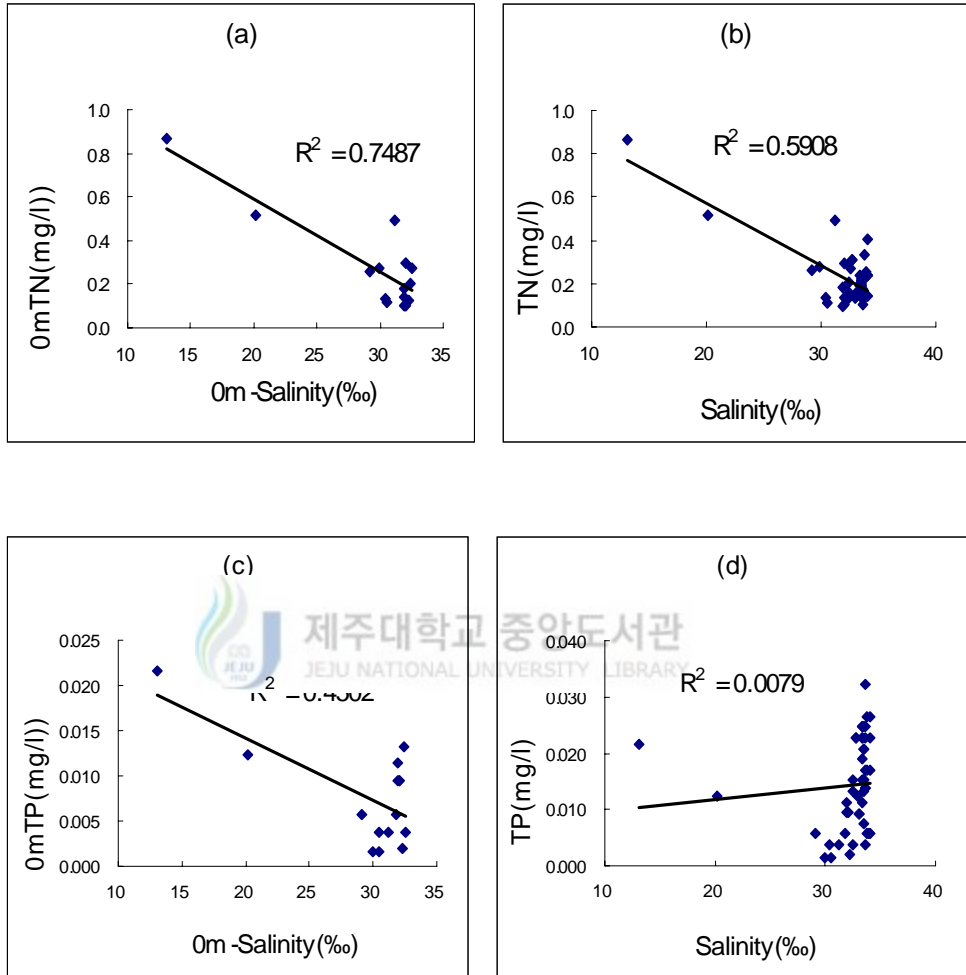 (a)
1.0
0.8
0.6
0.4
0.2
0.0
R² =0.7487
10 15 20 25 30 35
0m -Salinity(‰)
0mTN(mg/l))
(b)
1.0
0.8
0.6
0.4
0.2
0.0
R² =0.5908
10 20 30 40
Salinity(‰)
TN(mg/l)
(c)
0.025
0.020
0.015
0.010
0.005
0.000
10 15 20 25 30 35
0m -Salinity(‰)
0mTP(mg/l))
(d)
0.040
0.030
0.020
0.010
0.000
R² =0.0079
10 20 30 40
Salinity(‰)
TP(mg/l)
제주대학교 중앙도서관
JEJU NATIONAL UNIVERSITY LIBRARY
JEJU